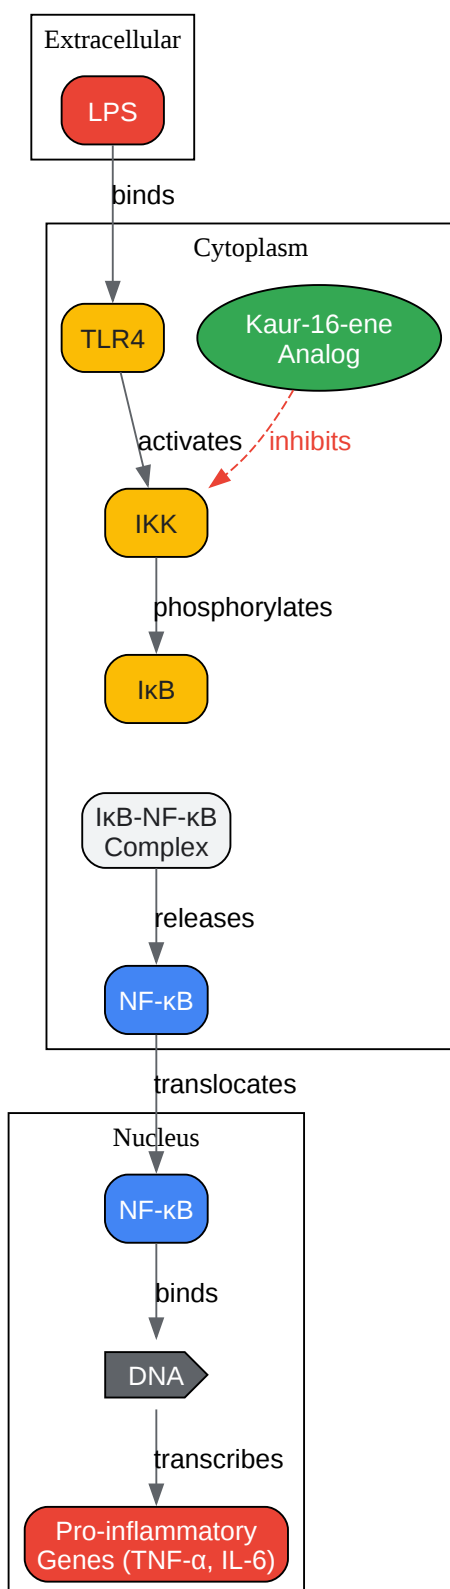 Extracellular
LPS
binds
Cytoplasm
TLR4
Kaur-16-ene
Analog
activates
inhibits
IKK
phosphorylates
IκB
IκB-NF-κB
Complex
releases
NF-κB
translocates
Nucleus
NF-κB
binds
DNA
transcribes
Pro-inflammatory
Genes (TNF-α, IL-6)